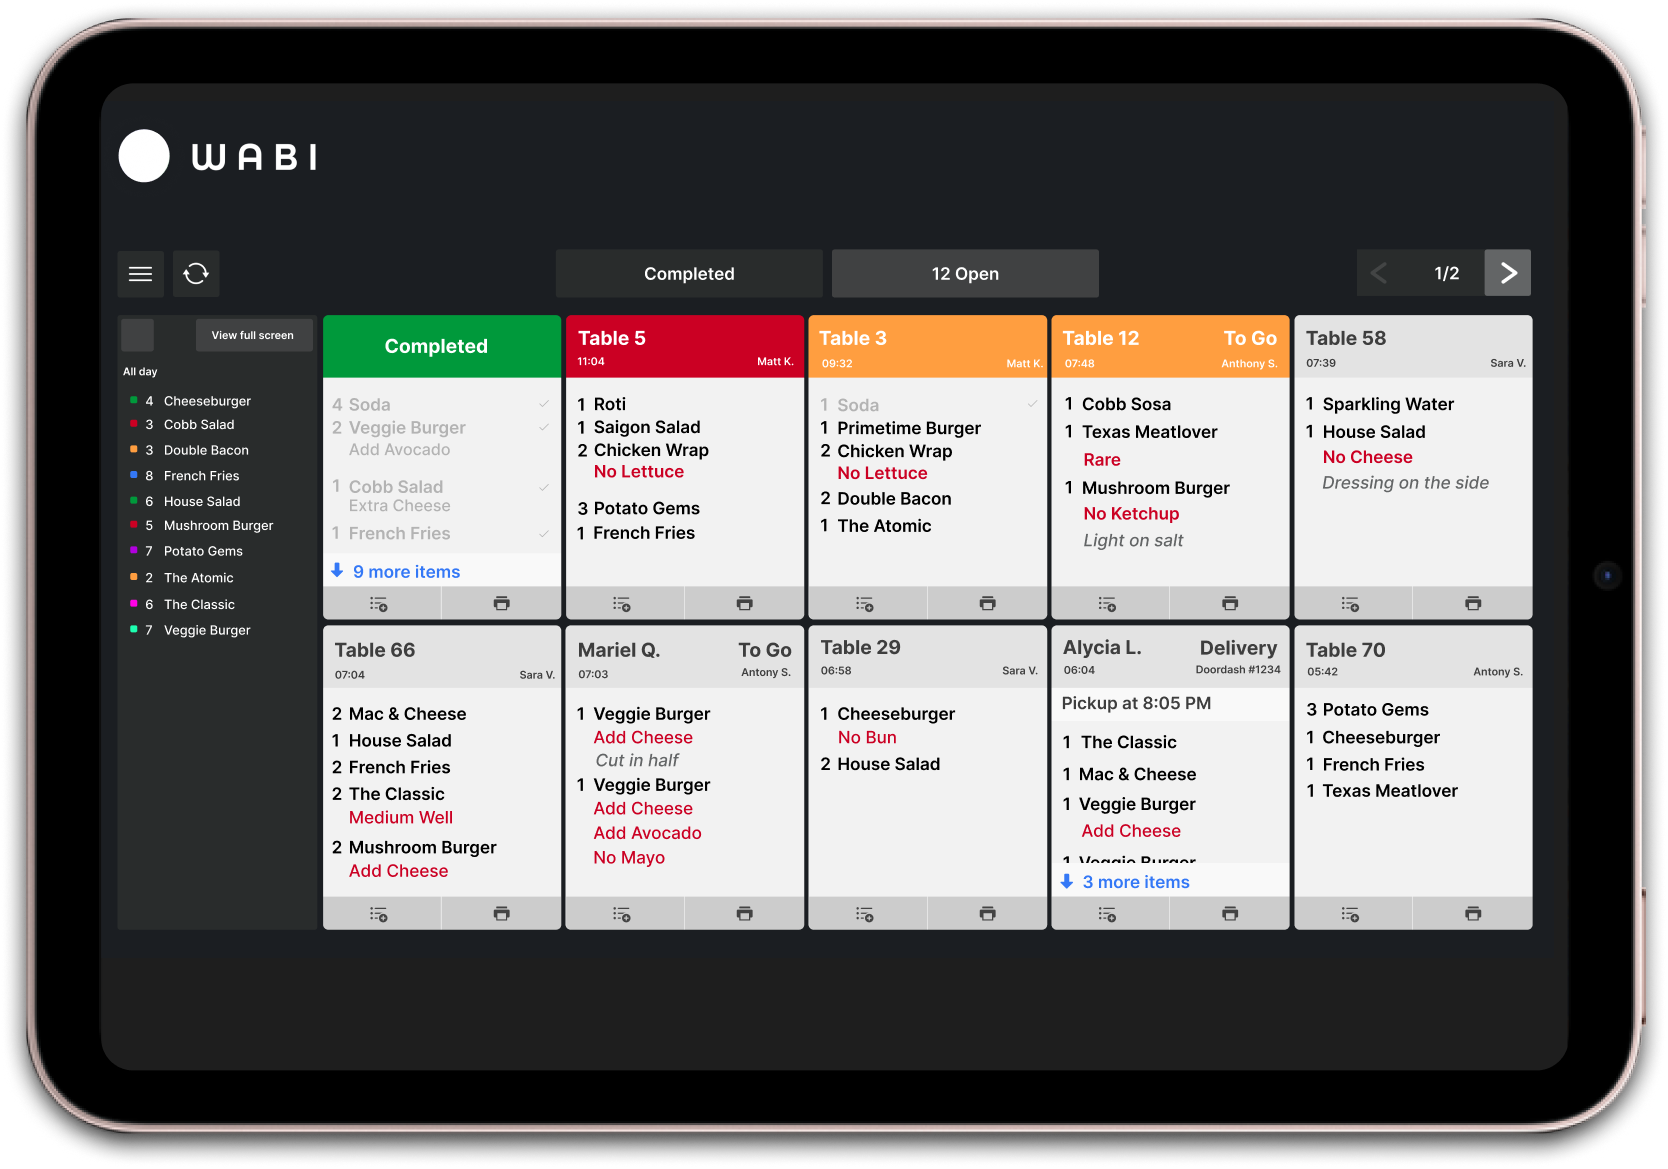 WABI
Completed
12 Open
1/2
View full screen
All day
4 Cheeseburger
3 Cobb Salad
3 Double Bacon
8 French Fries
6 House Salad
5 Mushroom Burger
7 Potato Gems
2 The Atomic
6 The Classic
7 Veggie Burger
Completed
4 Soda
2 Veggie Burger
Add Avocado
1 Cobb Salad
Extra Cheese
1 French Fries
9 more items
Table 5
11:04 Matt K.
1 Roti
1 Saigon Salad
2 Chicken Wrap
No Lettuce
3 Potato Gems
1 French Fries
Table 3
09:32 Matt K.
1 Soda
1 Primetime Burger
2 Chicken Wrap
No Lettuce
2 Double Bacon
1 The Atomic
Table 12 To Go
07:48 Anthony S.
1 Cobb Sosa
1 Texas Meatlover
Rare
1 Mushroom Burger
No Ketchup
Light on salt
Table 58
07:39 Sara V.
1 Sparkling Water
1 House Salad
No Cheese
Dressing on the side
Table 66
07:04 Sara V.
2 Mac & Cheese
1 House Salad
2 French Fries
2 The Classic
Medium Well
2 Mushroom Burger
Add Cheese
Mariel Q. To Go
07:03 Antony S.
1 Veggie Burger
Add Cheese
Cut in half
1 Veggie Burger
Add Cheese
Add Avocado
No Mayo
Table 29
06:58 Sara V.
1 Cheeseburger
No Bun
2 House Salad
Alycia L. Delivery
06:04 Doordash #1234
Pickup at 8:05 PM
1 The Classic
1 Mac & Cheese
1 Veggie Burger
Add Cheese
1 Veggie Burger
3 more items
Table 70
05:42 Antony S.
3 Potato Gems
1 Cheeseburger
1 French Fries
1 Texas Meatlover